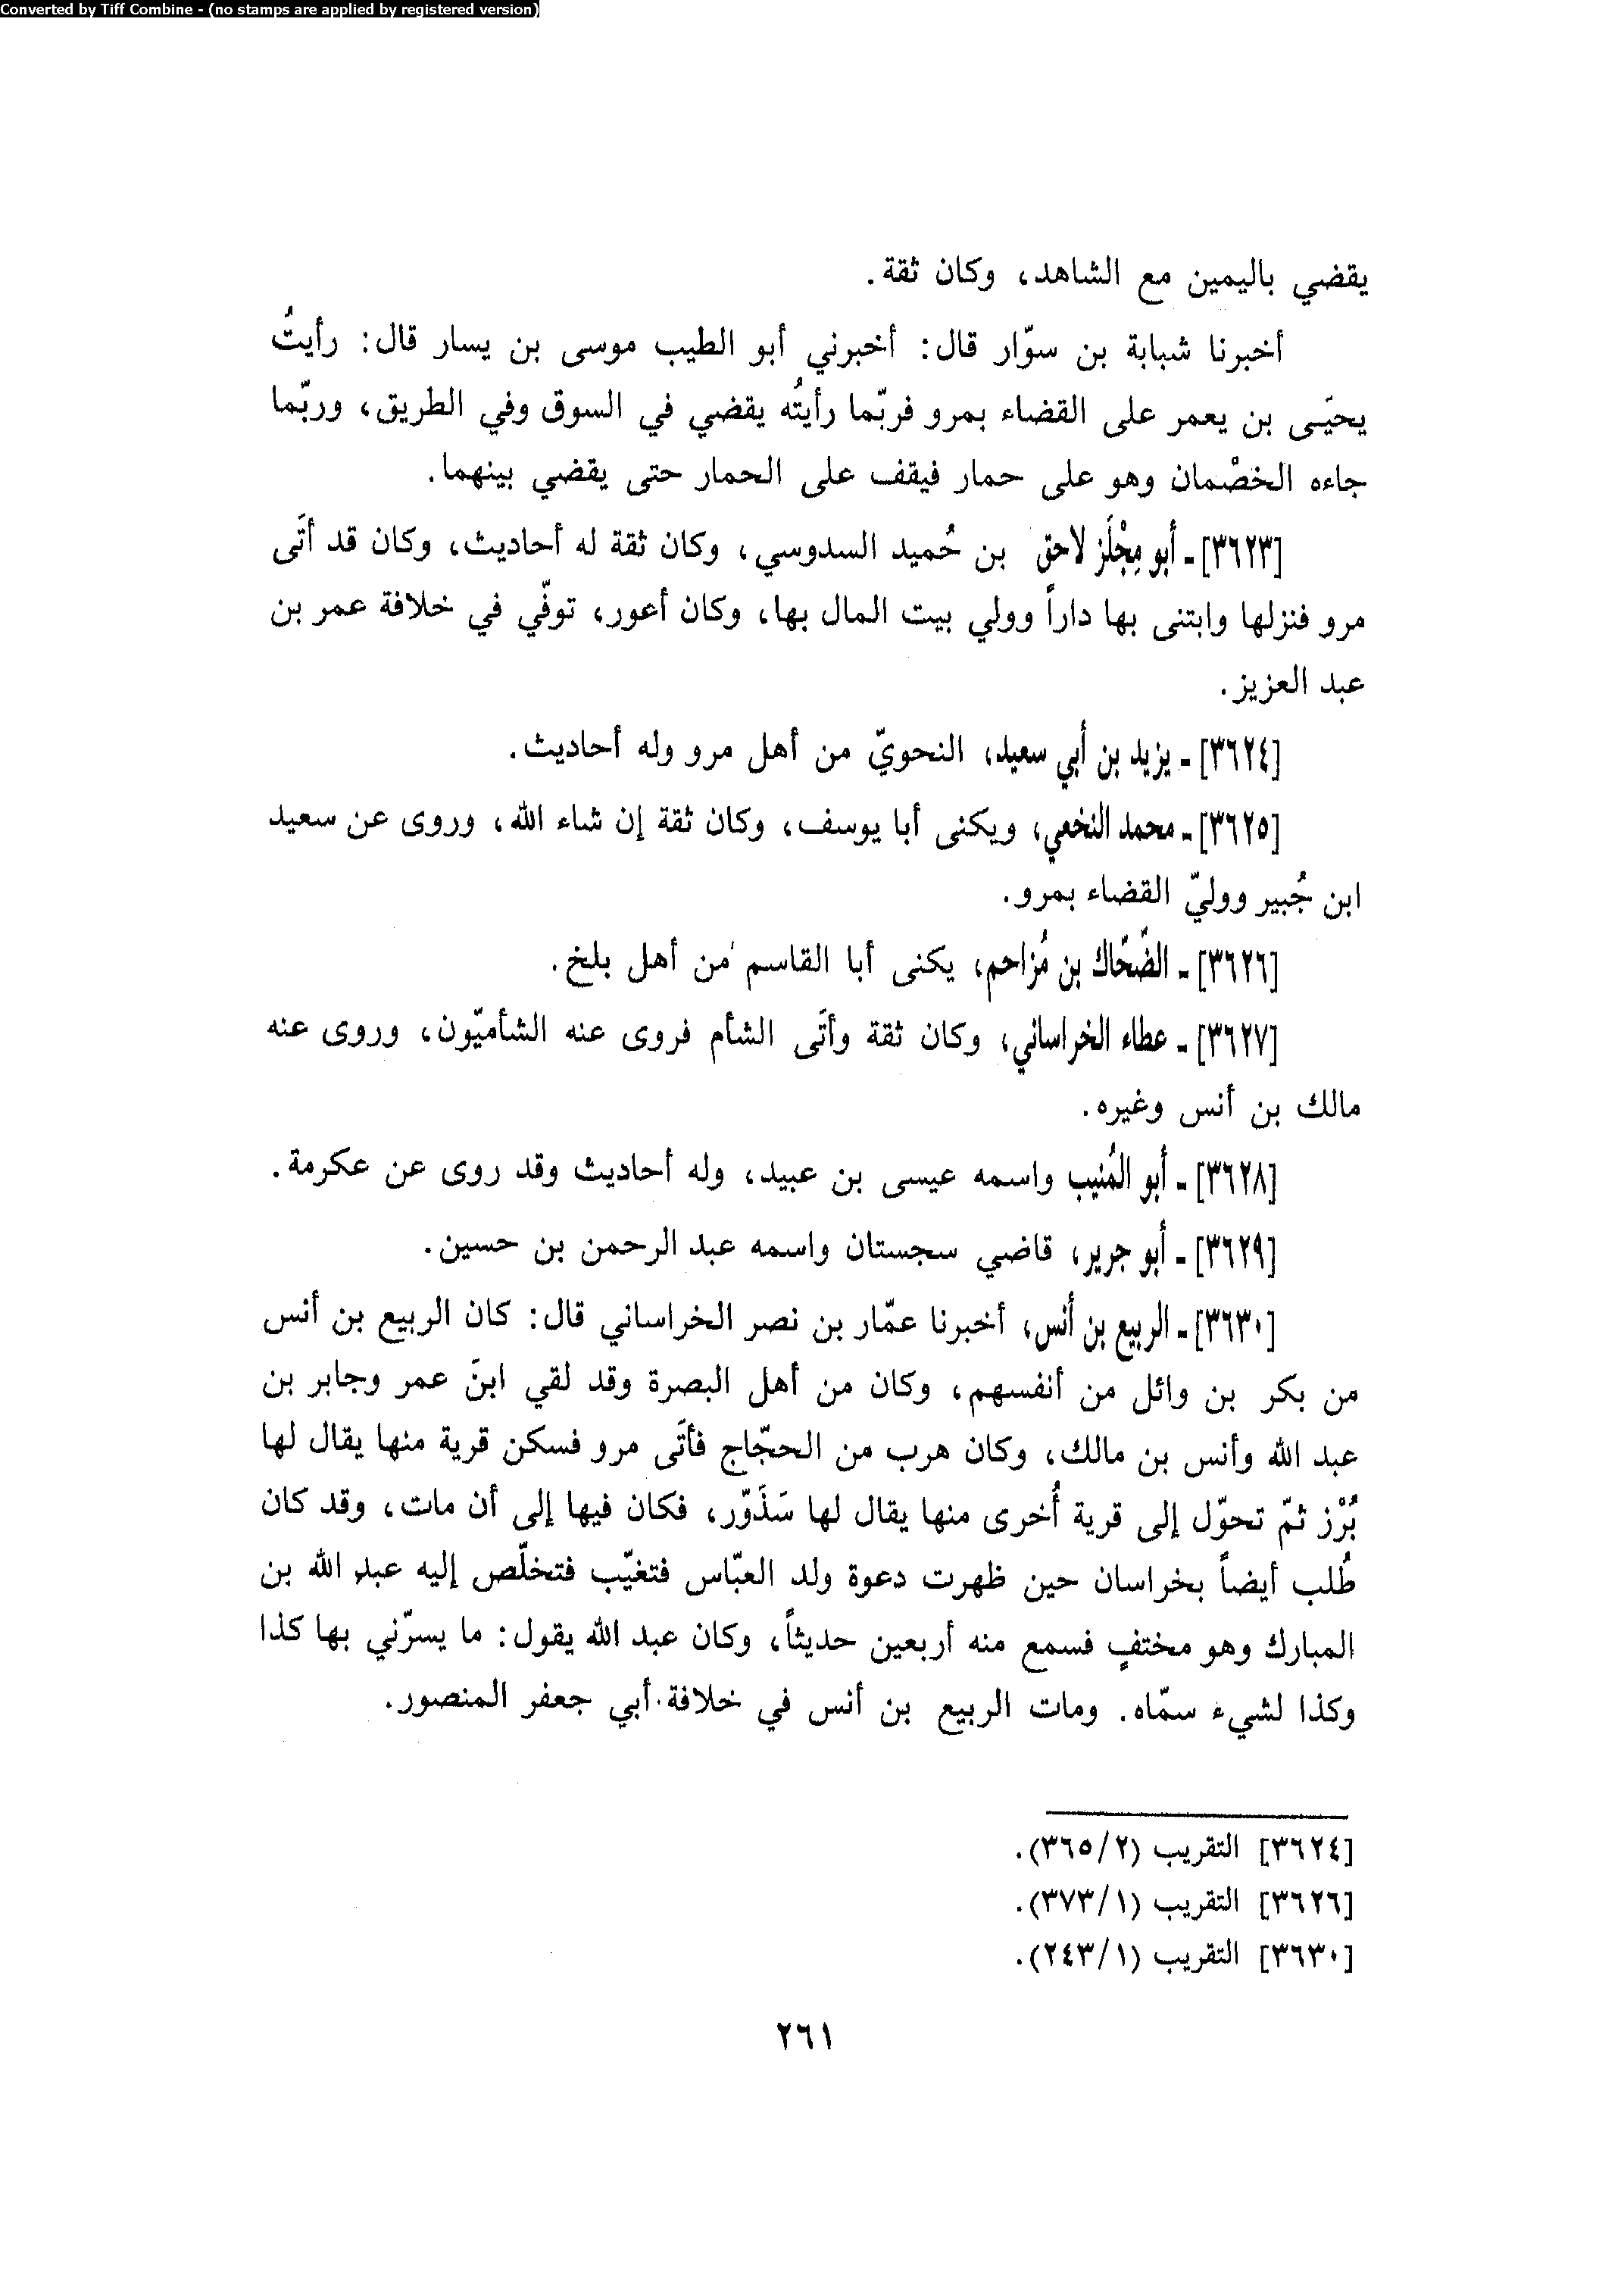 Converted by Tiff Combine - (no stamps are applied by registered version)
يقضي باليمين مع الشاهد، وكان ثقة.
أخبرنا شبابة بن سوّار قال: أخبرني أبو الطيب موسى بن يسار قال: رأيتُ
يحيَى بن يعمر على القضاء بمرو فربّما رأيتُه يقضي في السوق وفي الطريق، وربّما
جاءه الخصْمان وهو على حمار فيقف على الحمار حتى يقضي بينهما.
[٣٦٢٣] ـ أبو مِجْلَز لاحق بن حُميد السدوسي، وكان ثقة له أحاديث، وكان قد أتَى
مرو فنزلها وابتنى بها داراً وولي بيت المال بها، وكان أعور، توفّي في خلافة عمر بن
عبد العزيز.
[٣٦٢٤] ـ يزيد بن أبي سعيد، النحويّ من أهل مرو وله أحاديث.
[٣٦٢٥] ـ محمد النخعي، ويكنى أبا يوسف، وكان ثقة إن شاء الله، وروى عن سعيد
ابن جُبير ووليّ القضاء بمرو.
[٣٦٢٦] ـ الضّحّاك بن مُزاحم، يكنى أبا القاسم من أهل بلخ.
[٣٦٢٧] ـ عطاء الخراساني، وكان ثقة وأتَى الشأم فروى عنه الشأميّون، وروى عنه
مالك بن أنس وغيره.
[٣٦٢٨] ـ أبو المُنيب واسمه عيسى بن عبيد، وله أحاديث وقد روى عن عكرمة.
[٣٦٢٩] ـ أبو جرير، قاضي سجستان واسمه عبد الرحمن بن حسين.
[٣٦٣٠] ـ الربيع بن أنس، أخبرنا عمّار بن نصر الخراساني قال: كان الربيع بن أنس
من بكر بن وائل من أنفسهم، وكان من أهل البصرة وقد لقي ابنَ عمر وجابر بن
عبد الله وأنس بن مالك، وكان هرب من الحجّاج فأتَى مرو فسكن قرية منها يقال لها
بُرْز ثمّ تحوّل إلى قرية أُخرى منها يقال لها سَذَوّر، فكان فيها إلى أن مات، وقد كان
طُلب أيضاً بخراسان حين ظهرت دعوة ولد العبّاس فتغيّب فتخلّص إليه عبد الله بن
المبارك وهو مختفٍ فسمع منه أربعين حديثاً، وكان عبد الله يقول: ما يسرّني بها كذا
وكذا لشيء سمّاه. ومات الربيع بن أنس في خلافة أبي جعفر المنصور.
[٣٦٢٤] التقريب (٣٦٥/٢).
[٣٦٢٦] التقريب (٣٧٣/١).
[٣٦٣٠] التقريب (٢٤٣/١).
٢٦١